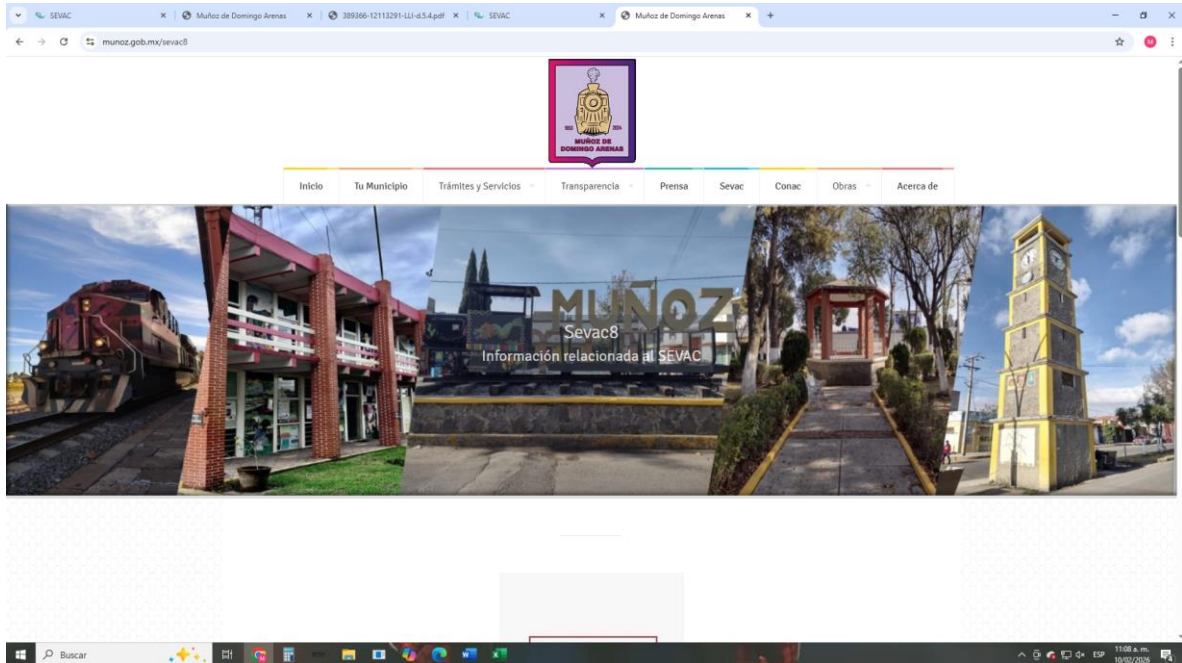 SEVAC
Muñoz de Domingo Arenas
389366-12113291-LLI-d.5.4.pdf
SEVAC
Muñoz de Domingo Arenas
munoz.gob.mx/sevac8
M
MUÑOZ DE
DOMINGO ARENAS
Inicio
Tu Municipio
Trámites y Servicios
Transparencia
Prensa
Sevac
Conac
Obras
Acerca de
MUÑOZ
Sevac8
Información relacionada al SEVAC
Buscar
ESP
11:08 a. m.
10/02/2026